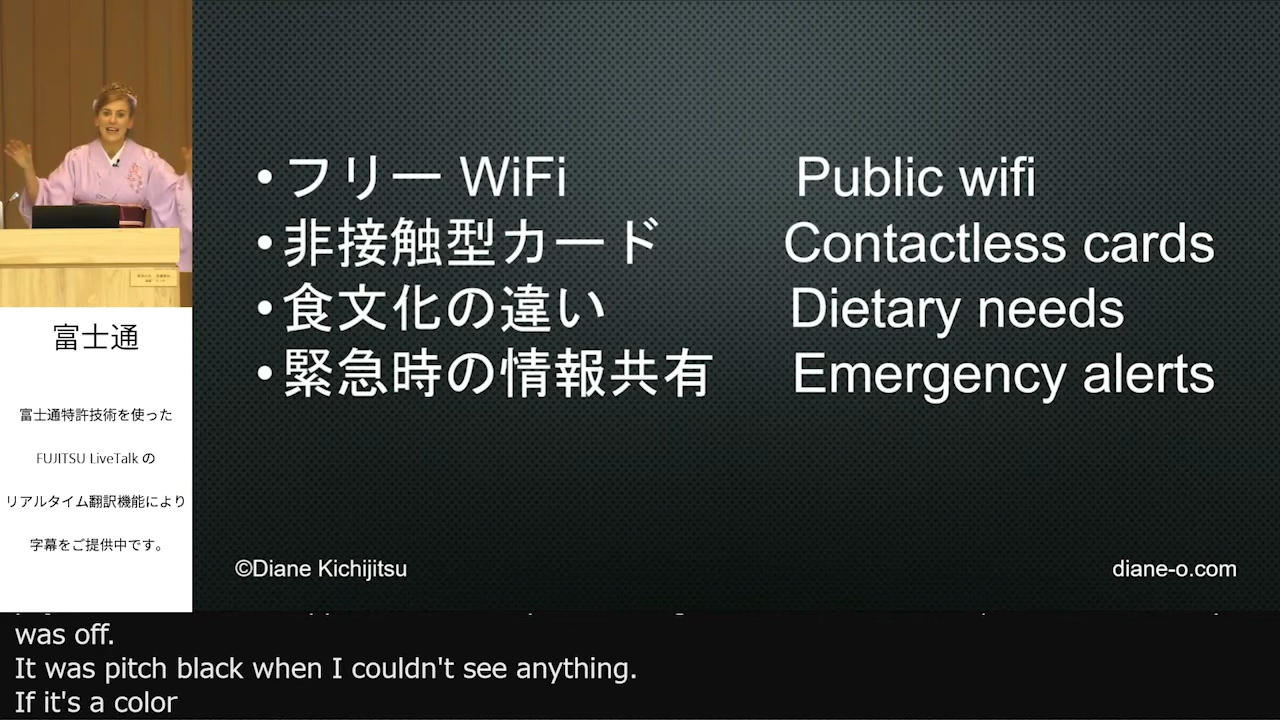 • フリー WiFi Public wifi
• 非接触型カード Contactless cards
• 食文化の違い Dietary needs
• 緊急時の情報共有 Emergency alerts
©Diane Kichijitsu diane-o.com
富士通
富士通特許技術を使った
FUJITSU LiveTalk の
リアルタイム翻訳機能により
字幕をご提供中です。
was off.
It was pitch black when I couldn't see anything.
If it's a color